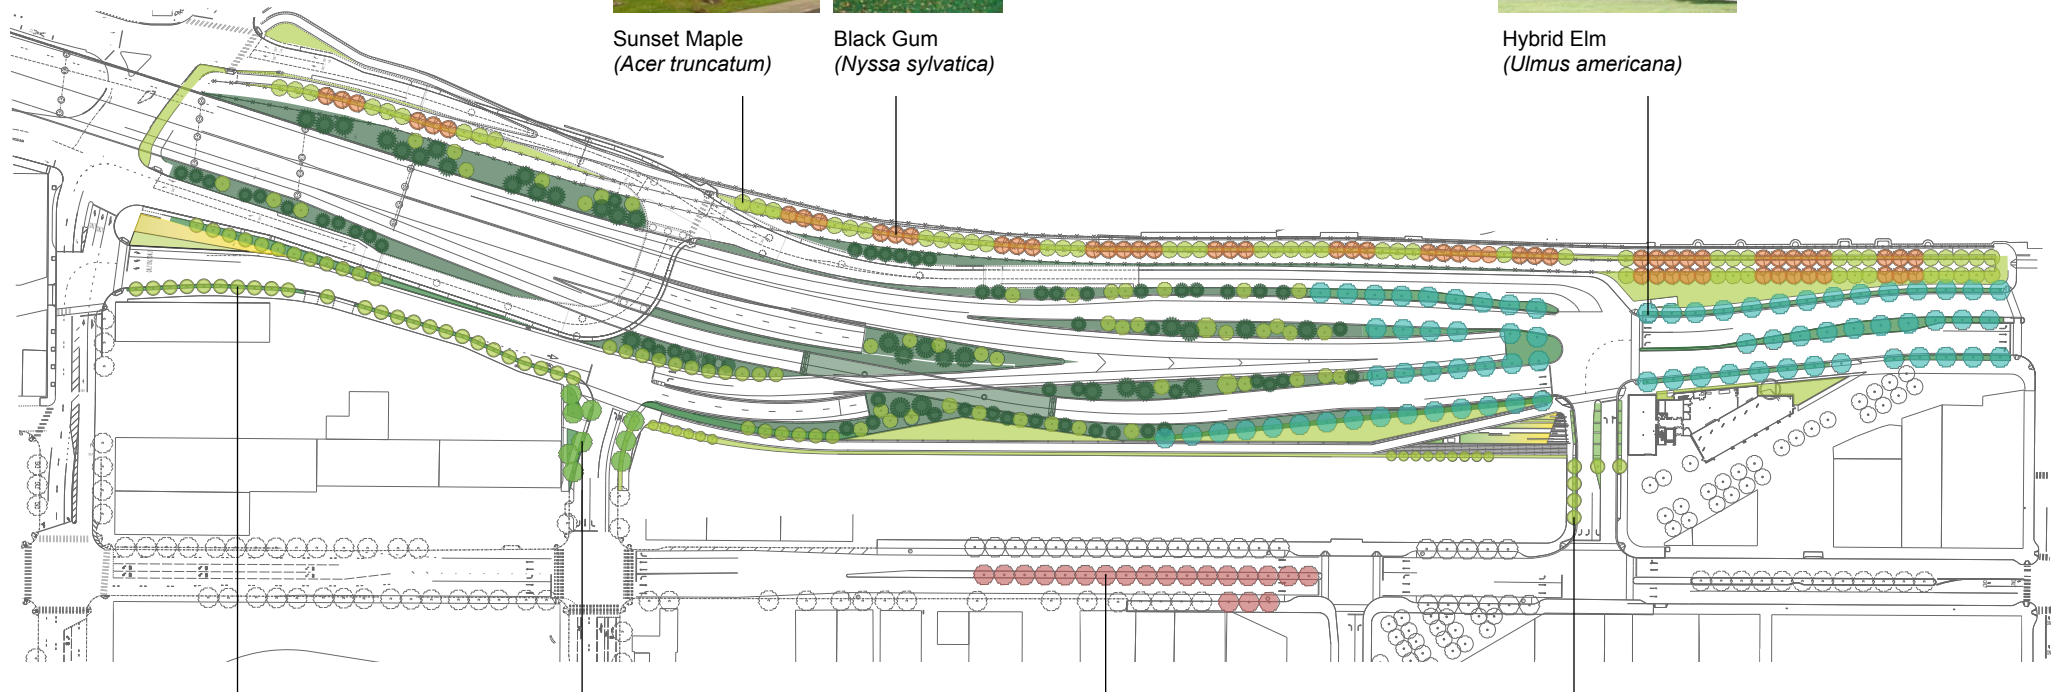 Sunset Maple
(Acer truncatum)
Black Gum
(Nyssa sylvatica)
Hybrid Elm
(Ulmus americana)